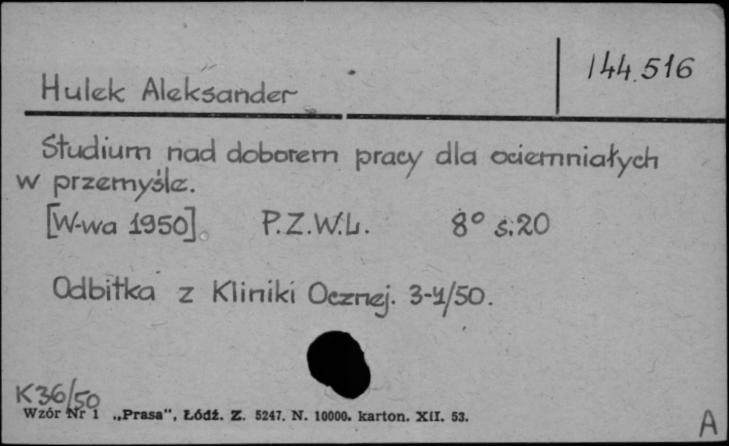 144.516
Hulek Aleksander
Studium nad doborem pracy dla ociemniałych
w przemyśle.
[W-wa 1950]. P.Z.W.L. 8° s.20
Odbitka z Kliniki Ocznej. 3-4/50.
K36/50
Wzór Nr 1 „Prasa", Łódź. Z. 5247. N. 10000. karton. XII. 53.
A